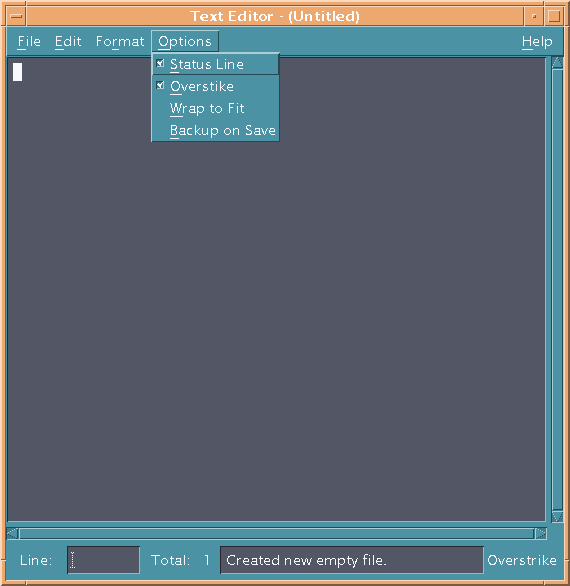 Text Editor - (Untitled)
File Edit Format Options Help
Status Line
Overstike
Wrap to Fit
Backup on Save
Line: Total: 1 Created new empty file. Overstrike